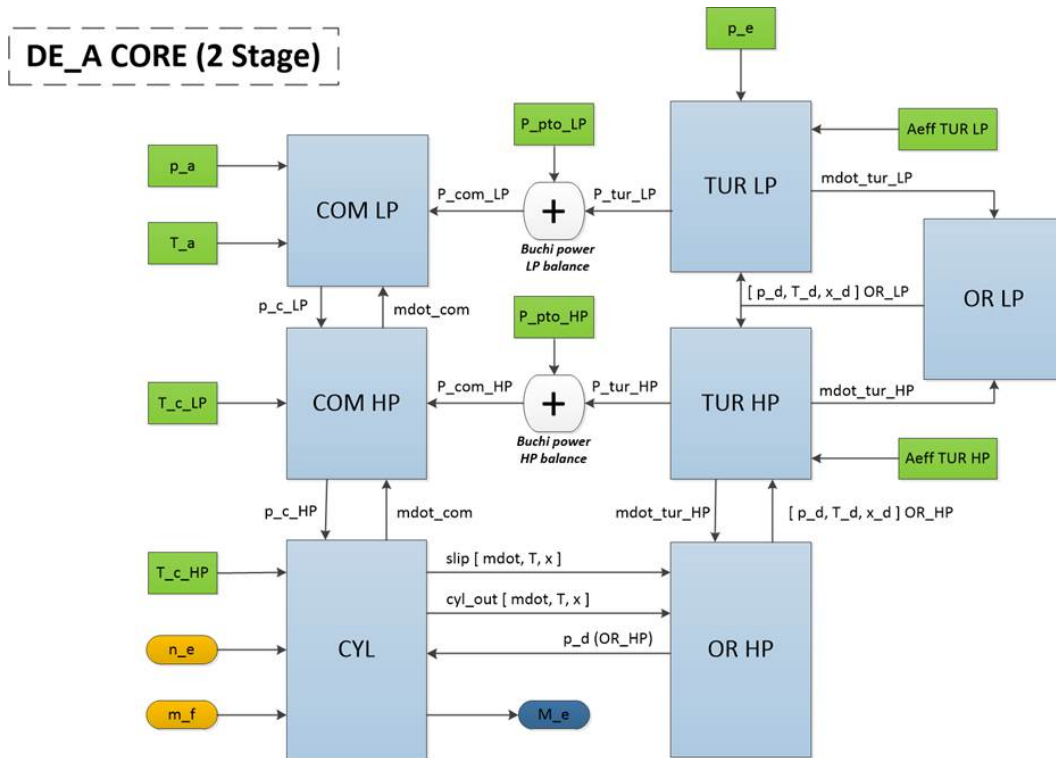 DE_A CORE (2 Stage)
p_e
P_pto_LP
Aeff TUR LP
p_a
P_com_LP
P_tur_LP
TUR LP
mdot_tur_LP
COM LP
+
T_a
Buchi power
LP balance
[ p_d, T_d, x_d ] OR_LP
OR LP
p_c_LP
mdot_com
P_pto_HP
T_c_LP
COM HP
P_com_HP
+
P_tur_HP
TUR HP
mdot_tur_HP
Buchi power
HP balance
Aeff TUR HP
p_c_HP
mdot_com
mdot_tur_HP
[ p_d, T_d, x_d ] OR_HP
T_c_HP
slip [ mdot, T, x ]
cyl_out [ mdot, T, x ]
n_e
CYL
p_d (OR_HP)
OR HP
m_f
M_e